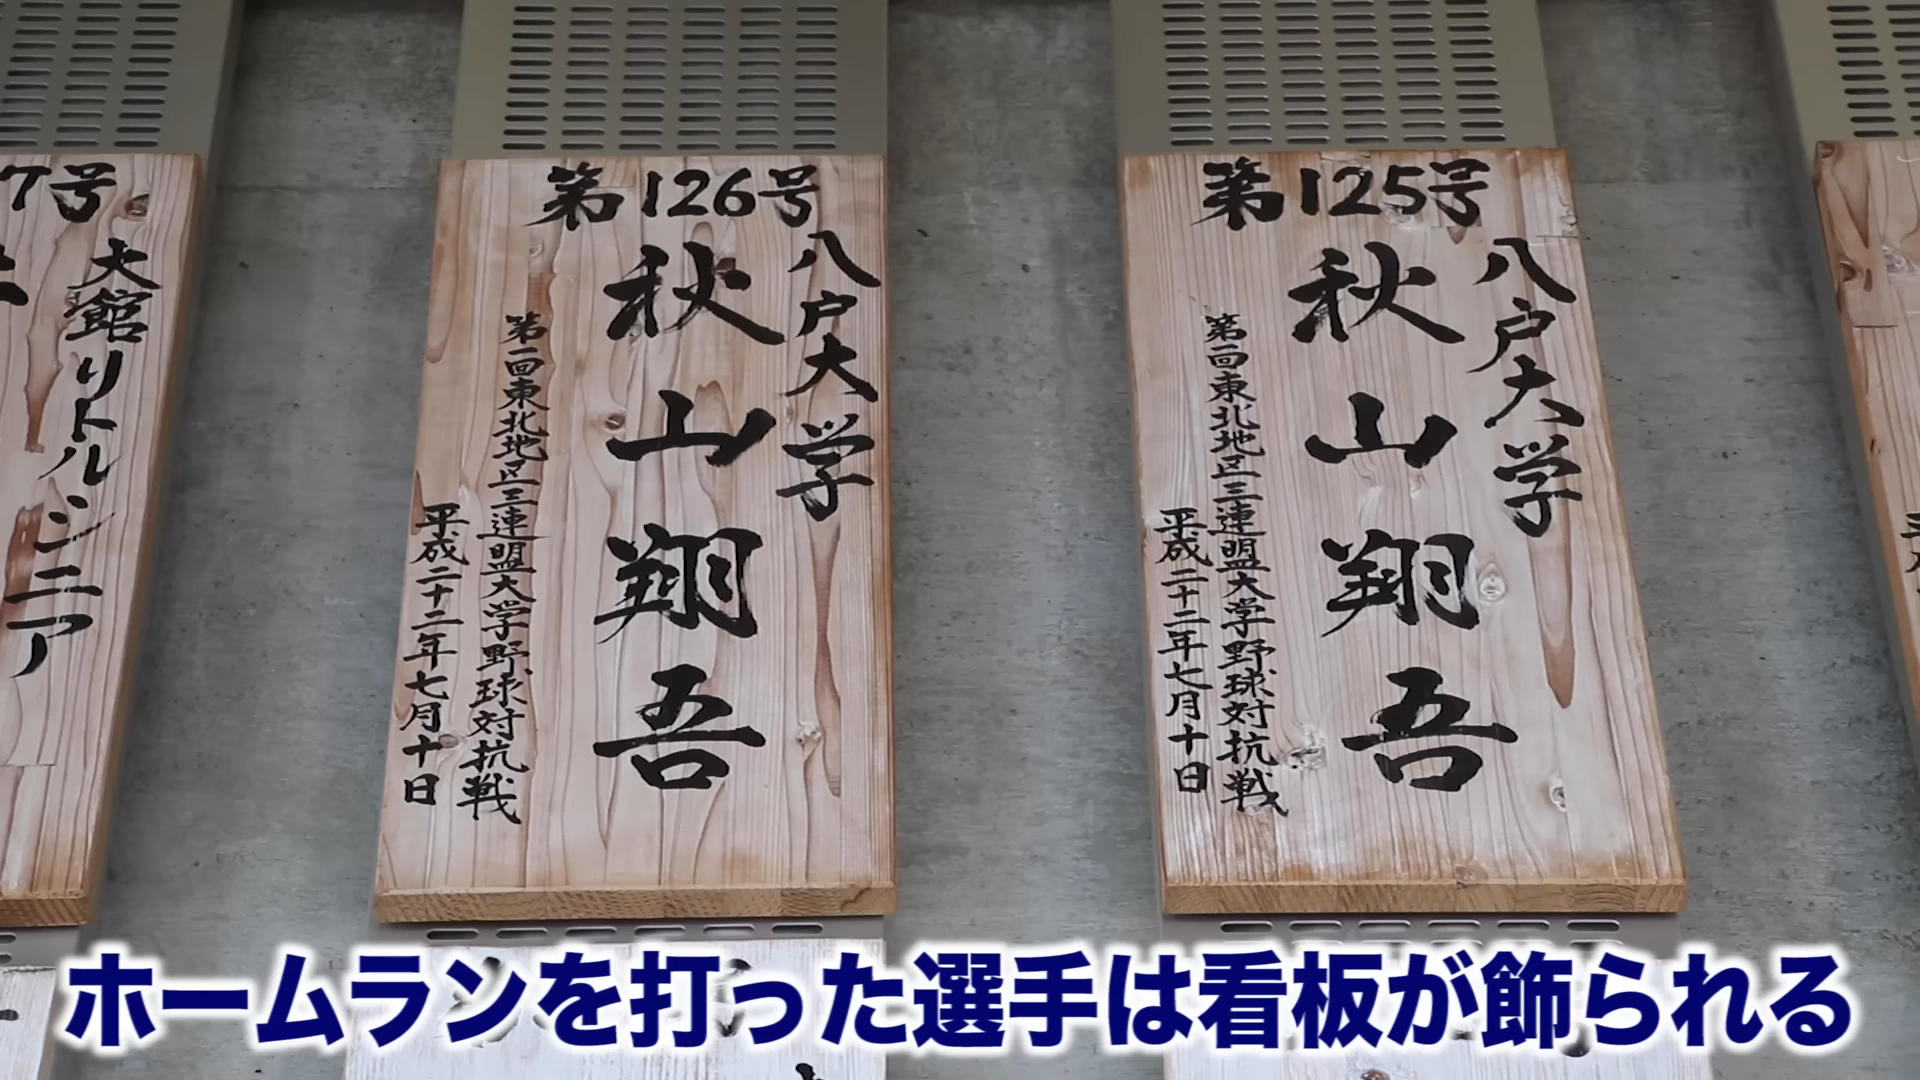 第125号
八戸大学
秋山翔吾
第一回東北地区三連盟大学野球対抗戦
平成二十二年七月十日
第126号
八戸大学
秋山翔吾
第一回東北地区三連盟大学野球対抗戦
平成二十二年七月十日
7号
大館リトルシニア
ホームランを打った選手は看板が飾られる